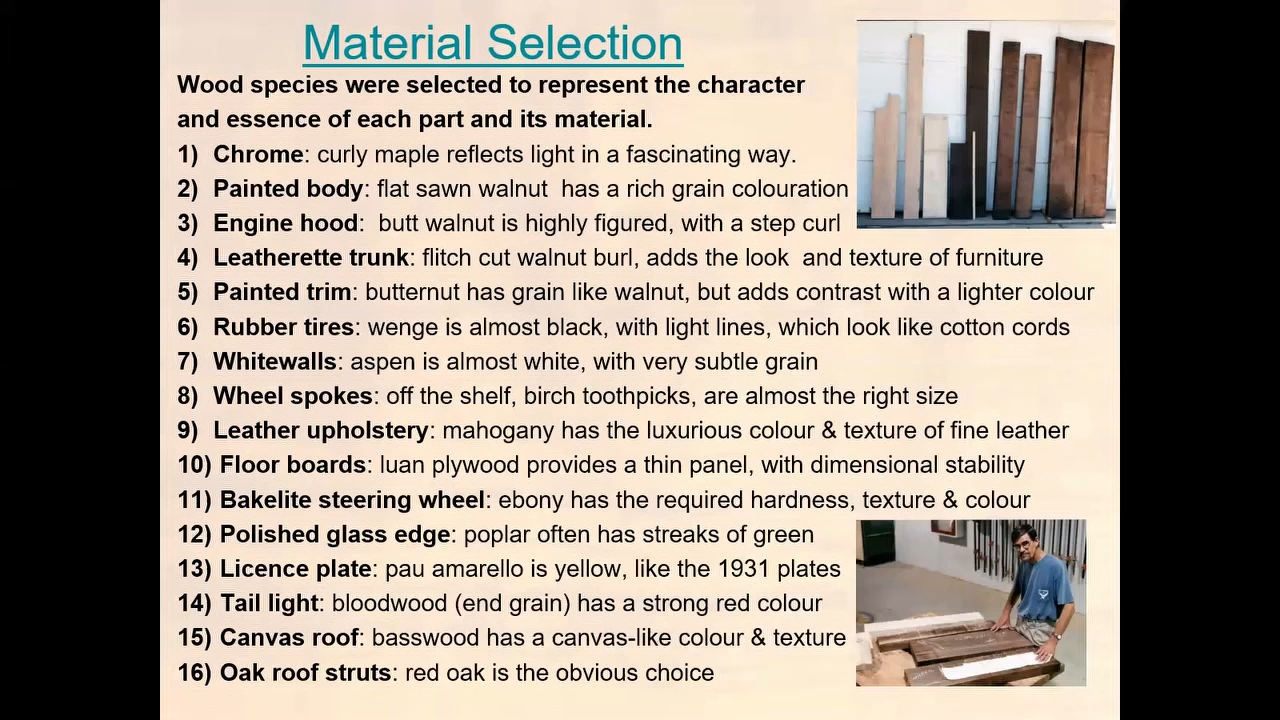 Material Selection
Wood species were selected to represent the character
and essence of each part and its material.
1) Chrome: curly maple reflects light in a fascinating way.
2) Painted body: flat sawn walnut  has a rich grain colouration
3) Engine hood:  butt walnut is highly figured, with a step curl
4) Leatherette trunk: flitch cut walnut burl, adds the look  and texture of furniture
5) Painted trim: butternut has grain like walnut, but adds contrast with a lighter colour
6) Rubber tires: wenge is almost black, with light lines, which look like cotton cords
7) Whitewalls: aspen is almost white, with very subtle grain
8) Wheel spokes: off the shelf, birch toothpicks, are almost the right size
9) Leather upholstery: mahogany has the luxurious colour & texture of fine leather
10) Floor boards: luan plywood provides a thin panel, with dimensional stability
11) Bakelite steering wheel: ebony has the required hardness, texture & colour
12) Polished glass edge: poplar often has streaks of green
13) Licence plate: pau amarello is yellow, like the 1931 plates
14) Tail light: bloodwood (end grain) has a strong red colour
15) Canvas roof: basswood has a canvas-like colour & texture
16) Oak roof struts: red oak is the obvious choice